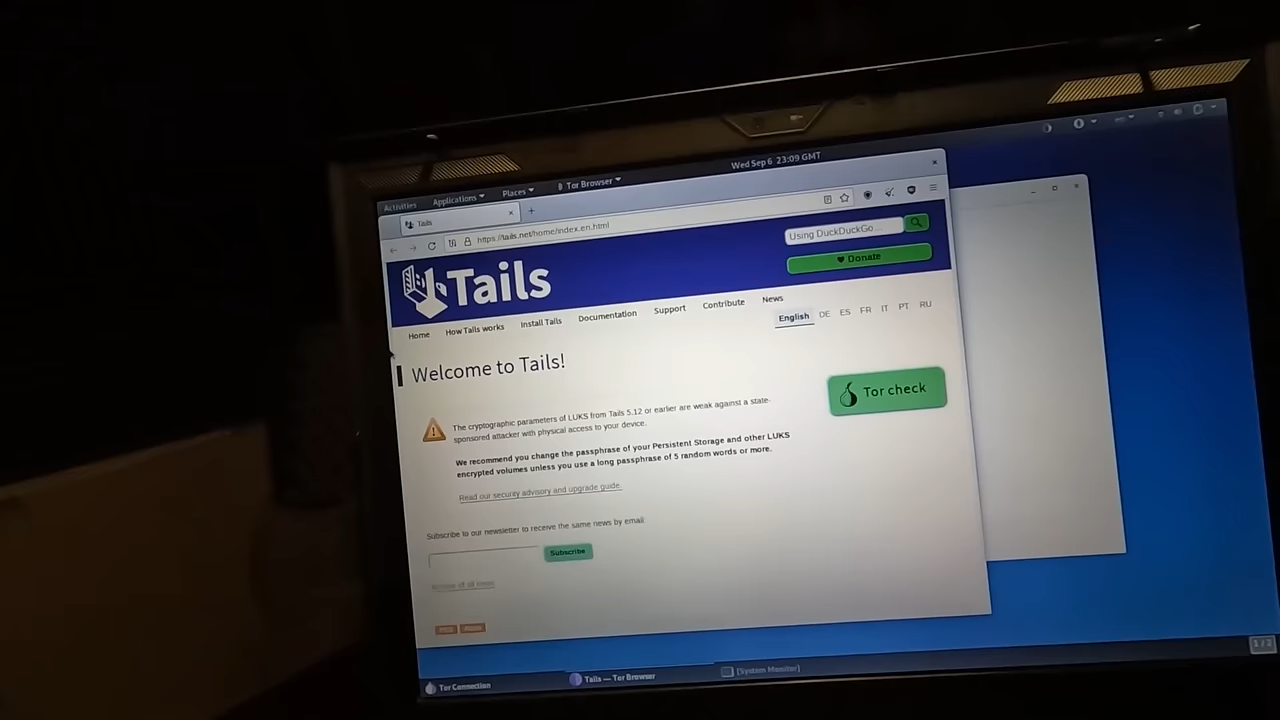 Wed Sep 6 23:09 GMT
Activities Applications Places Tor Browser
Tails
https://tails.net/home/index.en.html
Tails
Using DuckDuckGo...
Donate
Home How Tails works Install Tails Documentation Support Contribute News
English DE ES FR IT PT RU
Welcome to Tails!
Tor check
The cryptographic parameters of LUKS from Tails 5.12 or earlier are weak against a state-
sponsored attacker with physical access to your device.
We recommend you change the passphrase of your Persistent Storage and other LUKS
encrypted volumes unless you use a long passphrase of 5 random words or more.
Read our security advisory and upgrade guide.
Subscribe to our newsletter to receive the same news by email:
Subscribe
1 / 2
Tor Connection Tails — Tor Browser [System Monitor]